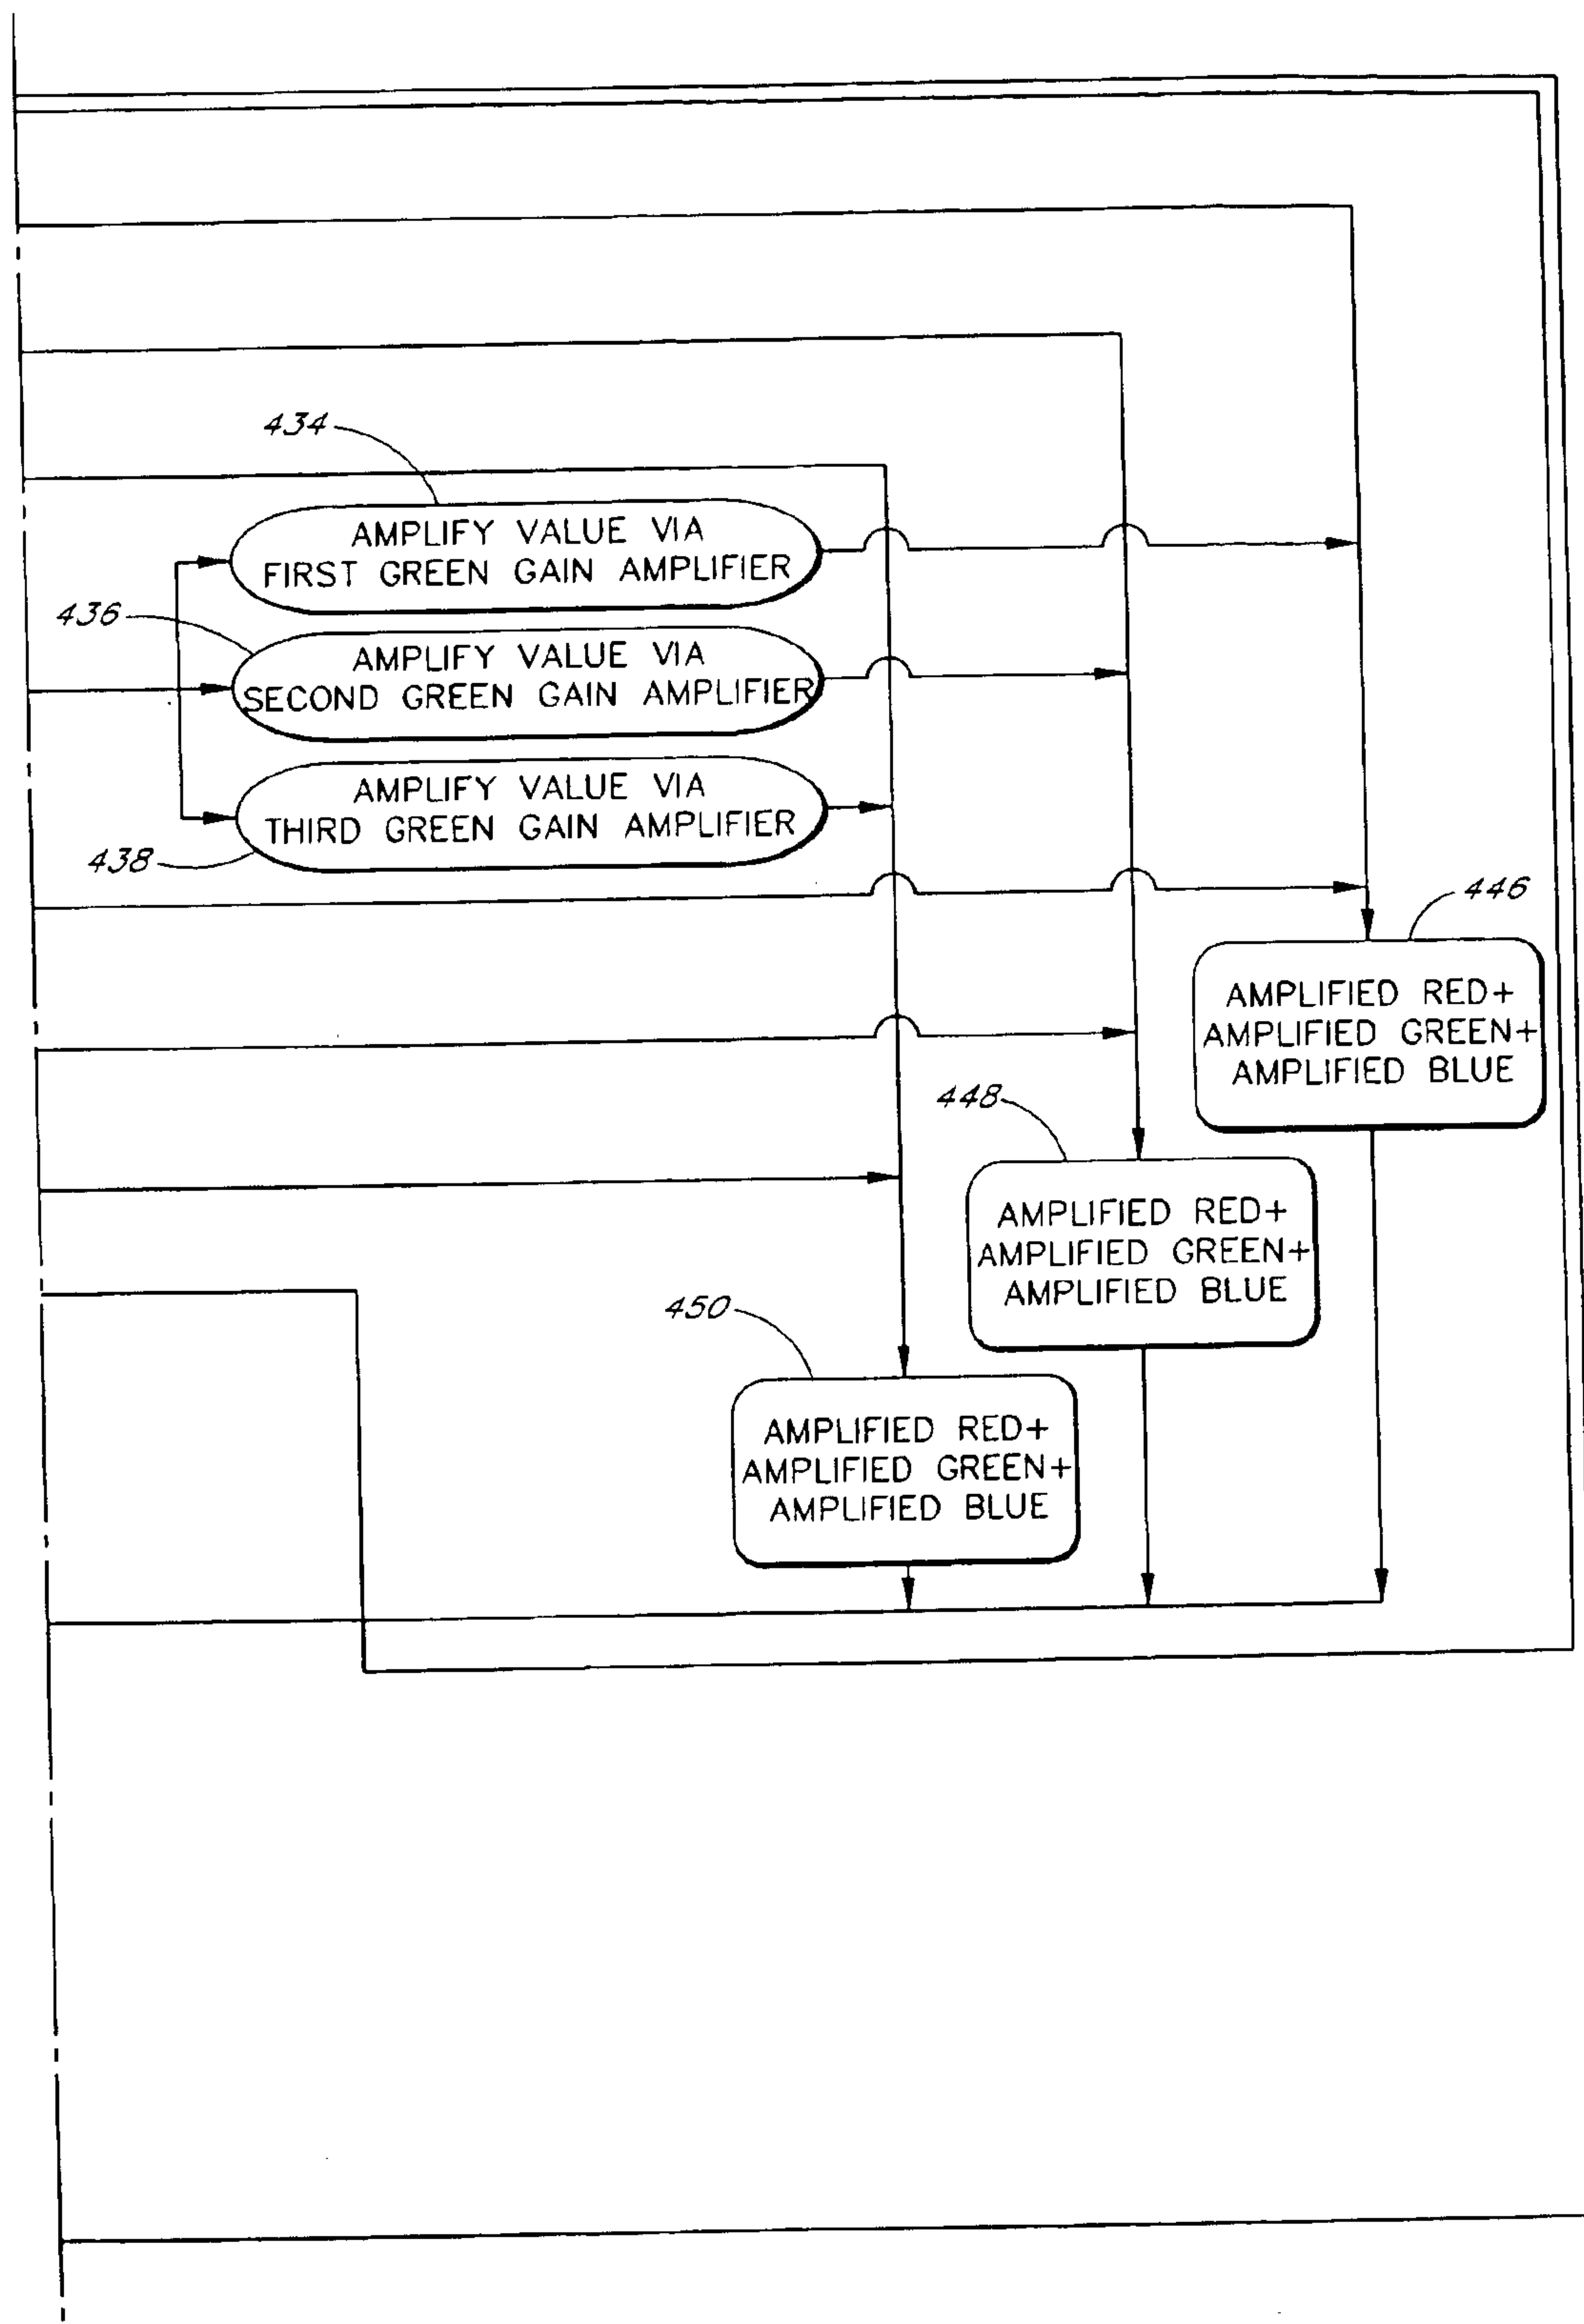 434
AMPLIFY VALUE VIA
FIRST GREEN GAIN AMPLIFIER
436
AMPLIFY VALUE VIA
SECOND GREEN GAIN AMPLIFIER
AMPLIFY VALUE VIA
THIRD GREEN GAIN AMPLIFIER
438
446
AMPLIFIED RED+
AMPLIFIED GREEN+
AMPLIFIED BLUE
448
AMPLIFIED RED+
AMPLIFIED GREEN+
AMPLIFIED BLUE
450
AMPLIFIED RED+
AMPLIFIED GREEN+
AMPLIFIED BLUE